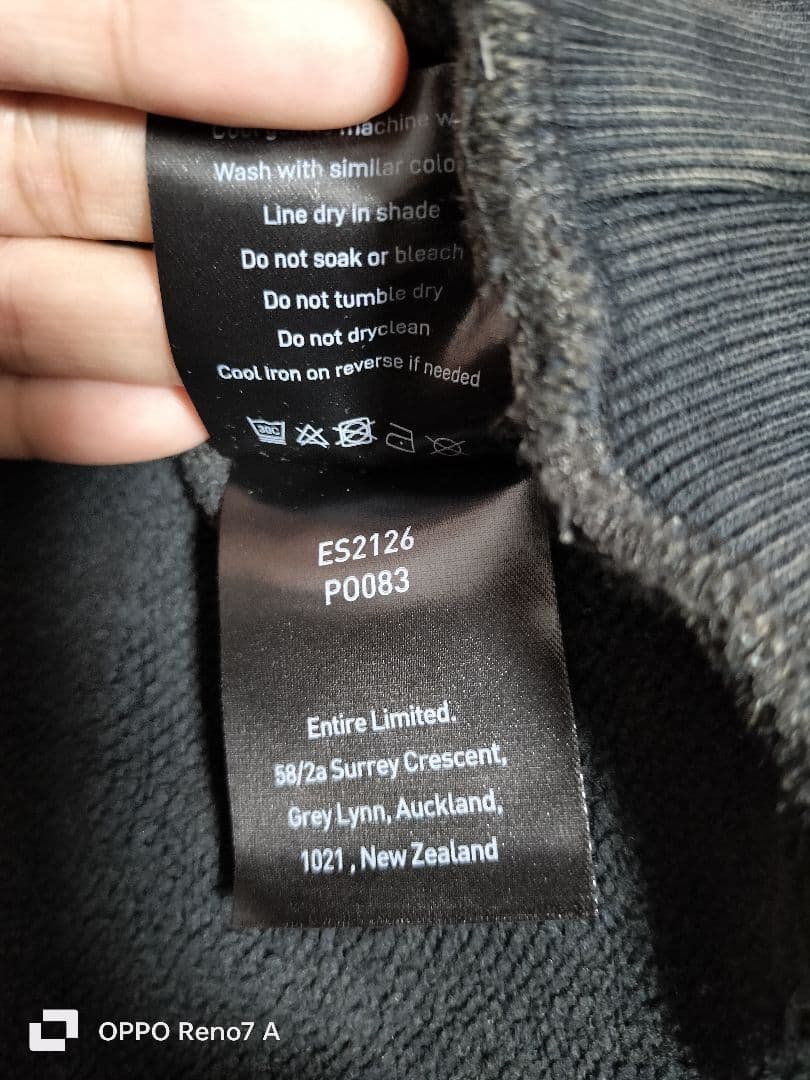 machine
Wash with similar
Line dry in shade
Do not soak or bleach
Do not tumble dry
Do not dryclean
Cool iron on reverse if needed
30C
ES2126
P0083
Entire Limited.
58/2a Surrey Crescent,
Grey Lynn, Auckland,
1021, New Zealand
OPPO Reno7 A